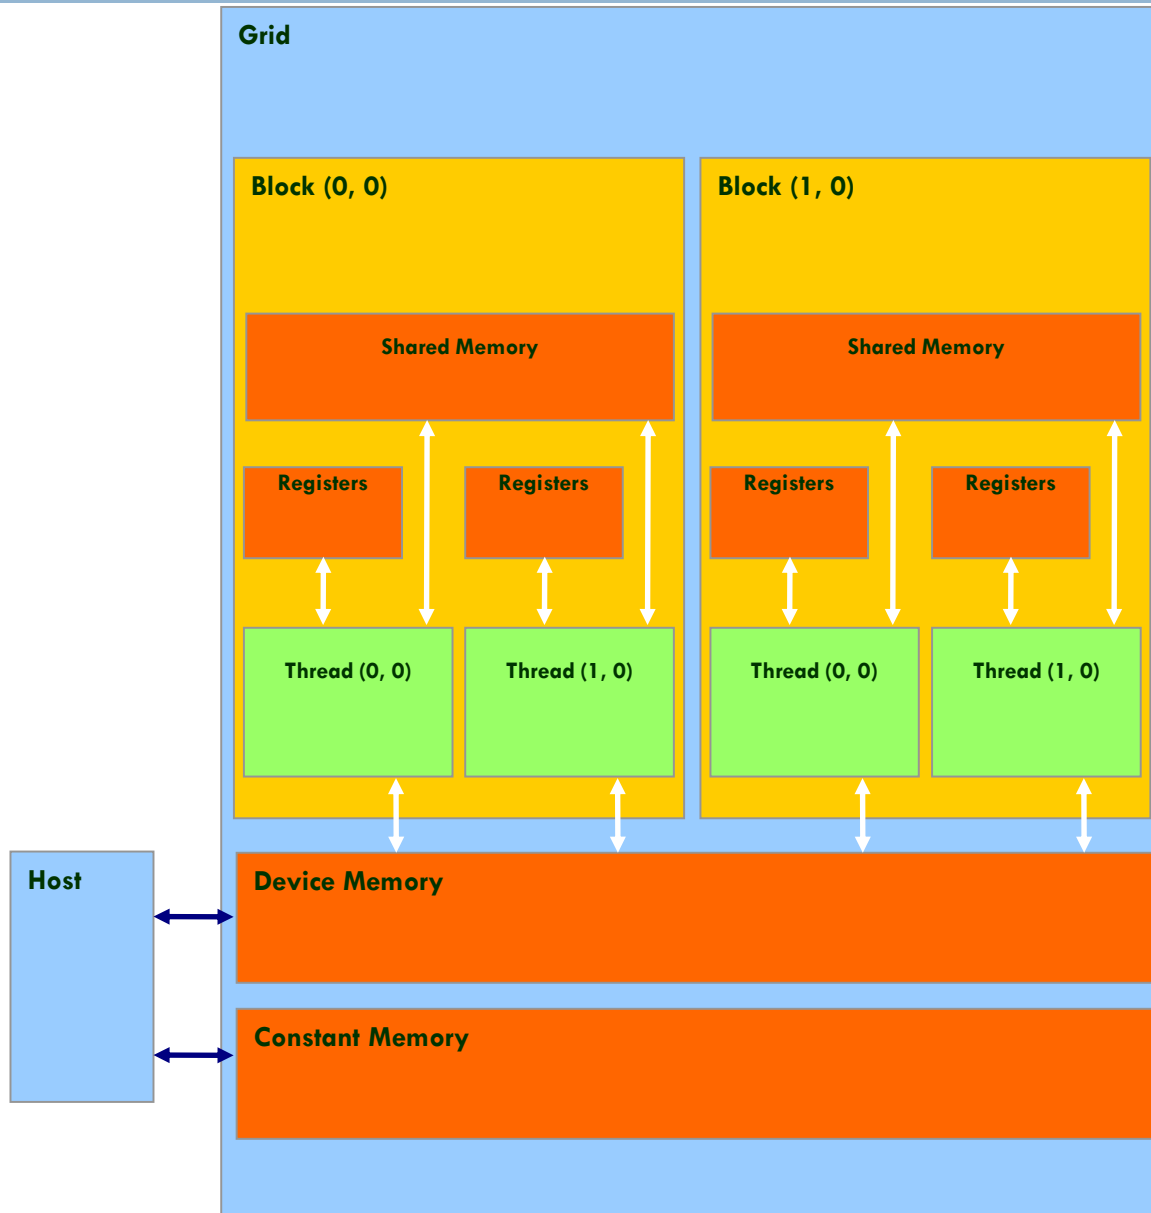 Grid
Block (0, 0)
Block (1, 0)
Shared Memory
Shared Memory
Registers
Registers
Registers
Registers
Thread (0, 0)
Thread (1, 0)
Thread (0, 0)
Thread (1, 0)
Host
Device Memory
Constant Memory